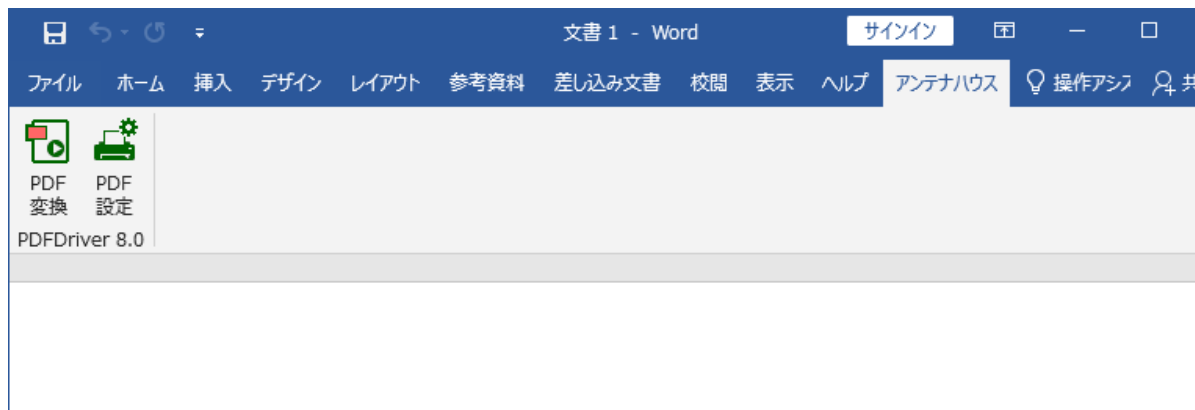 文書 1 - Word サインイン
ファイル ホーム 挿入 デザイン レイアウト 参考資料 差し込み文書 校閲 表示 ヘルプ アンテナハウス 操作アシ
PDF PDF
変換 設定
PDFDriver 8.0